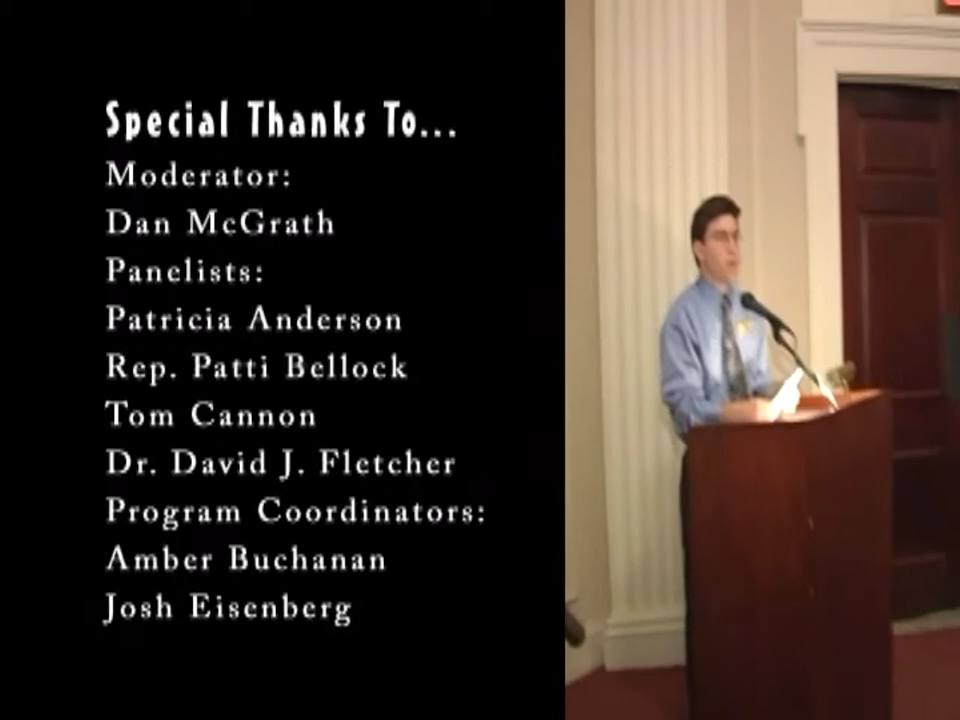 Special Thanks To...
Moderator:
Dan McGrath
Panelists:
Patricia Anderson
Rep. Patti Bellock
Tom Cannon
Dr. David J. Fletcher
Program Coordinators:
Amber Buchanan
Josh Eisenberg